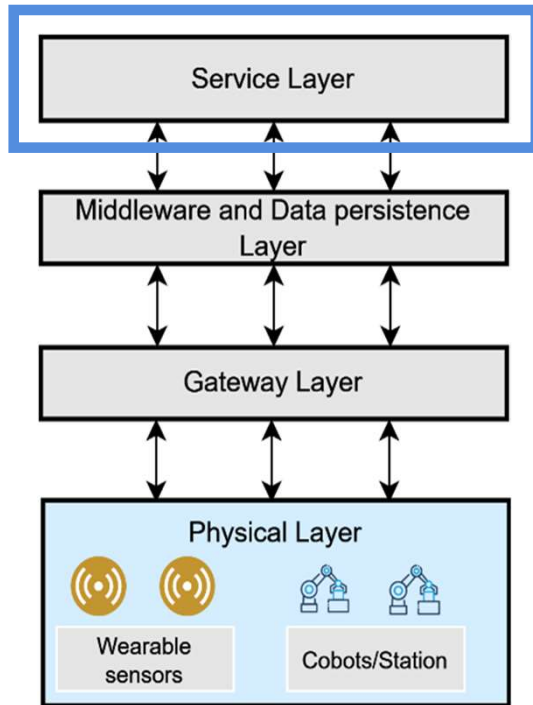 Service Layer
Middleware and Data persistence
Layer
Gateway Layer
Physical Layer
Wearable
sensors
Cobots/Station